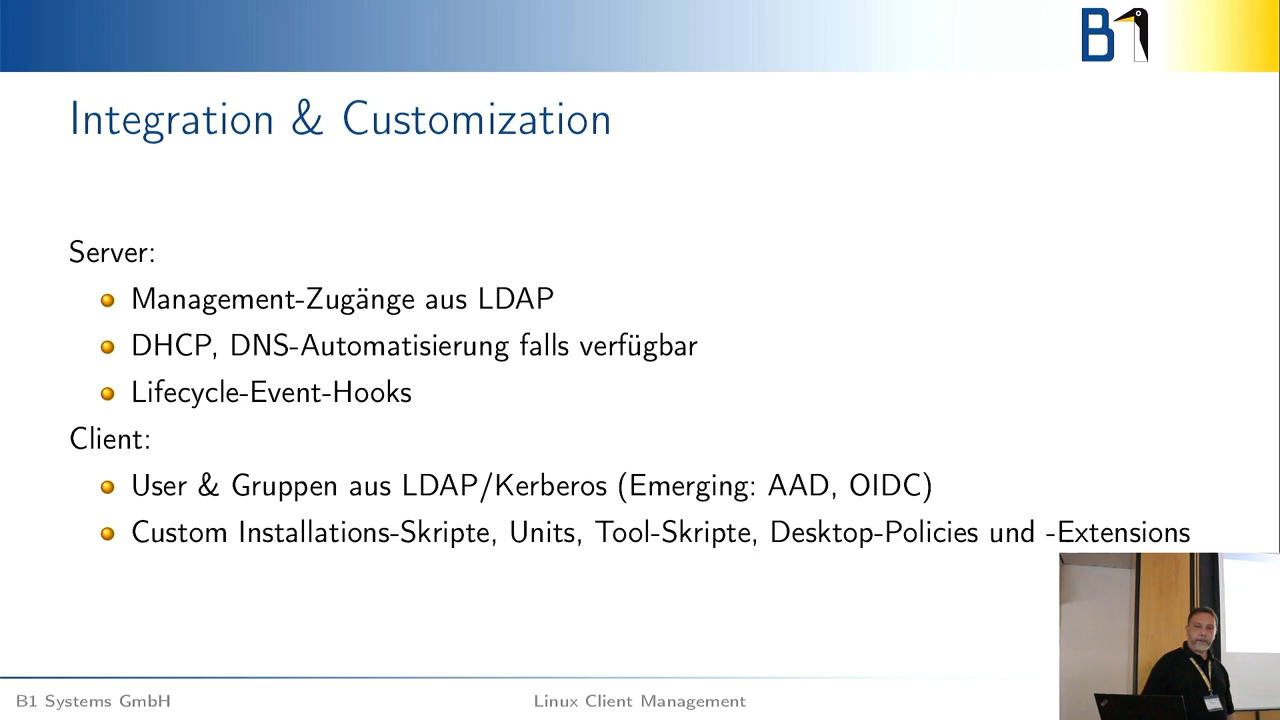 B1
Integration & Customization
Server:
Management-Zugänge aus LDAP
DHCP, DNS-Automatisierung falls verfügbar
Lifecycle-Event-Hooks
Client:
User & Gruppen aus LDAP/Kerberos (Emerging: AAD, OIDC)
Custom Installations-Skripte, Units, Tool-Skripte, Desktop-Policies und -Extensions
B1 Systems GmbH
Linux Client Management